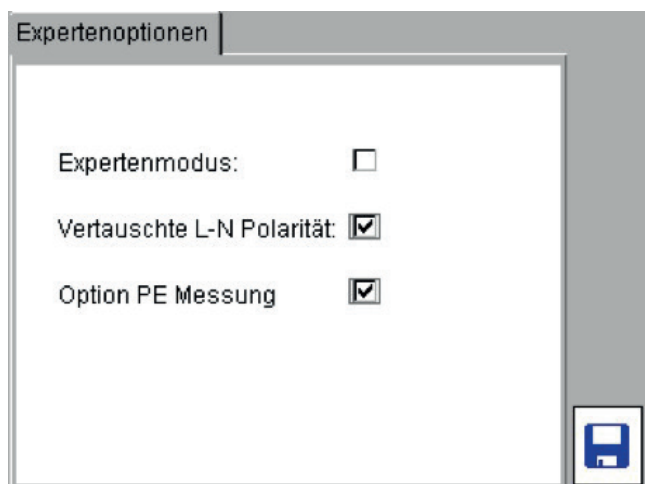 Expertenoptionen
Expertenmodus:
Vertauschte L-N Polarität:
Option PE Messung